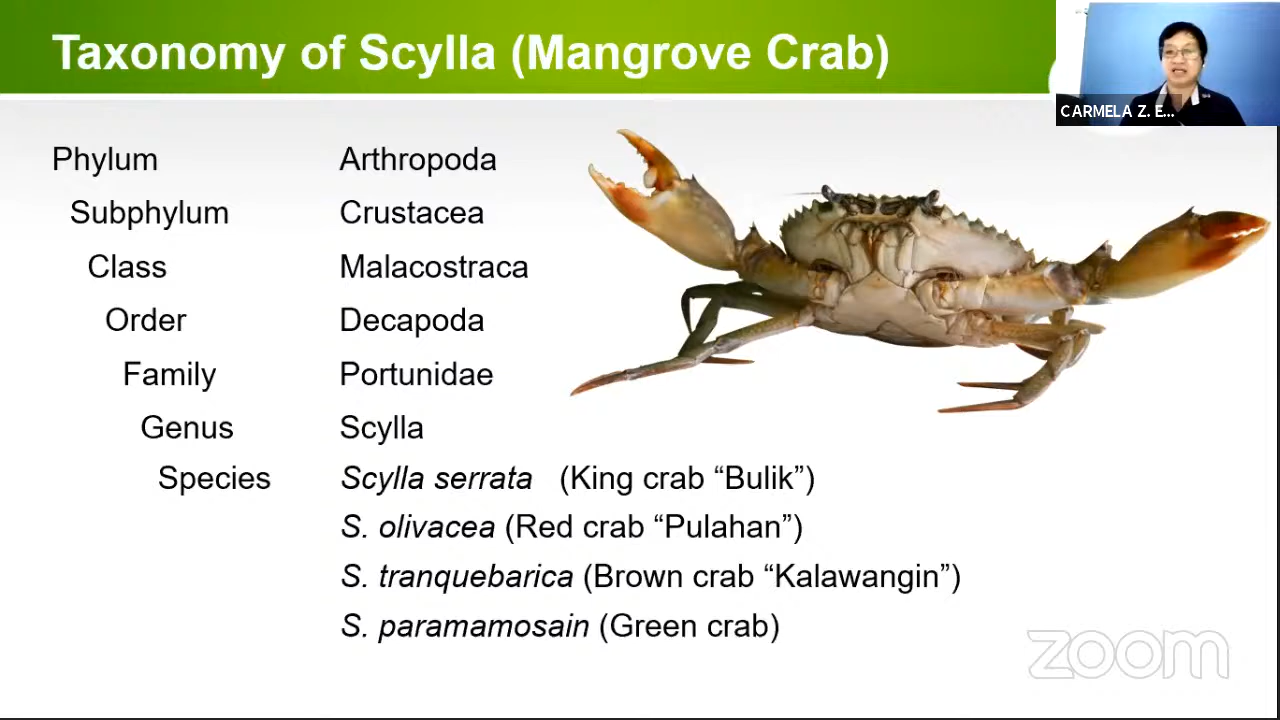 Taxonomy of Scylla (Mangrove Crab)
CARMELA Z. E...
Phylum Arthropoda
Subphylum Crustacea
Class Malacostraca
Order Decapoda
Family Portunidae
Genus Scylla
Species Scylla serrata (King crab “Bulik”)
S. olivacea (Red crab “Pulahan”)
S. tranquebarica (Brown crab “Kalawangin”)
S. paramamosain (Green crab)
zoom